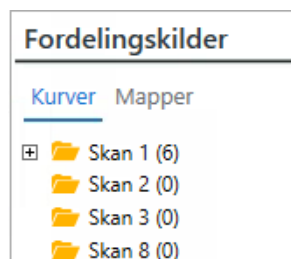 Fordelingskilder
Kurver Mapper
Skan 1 (6)
Skan 2 (0)
Skan 3 (0)
Skan 8 (0)